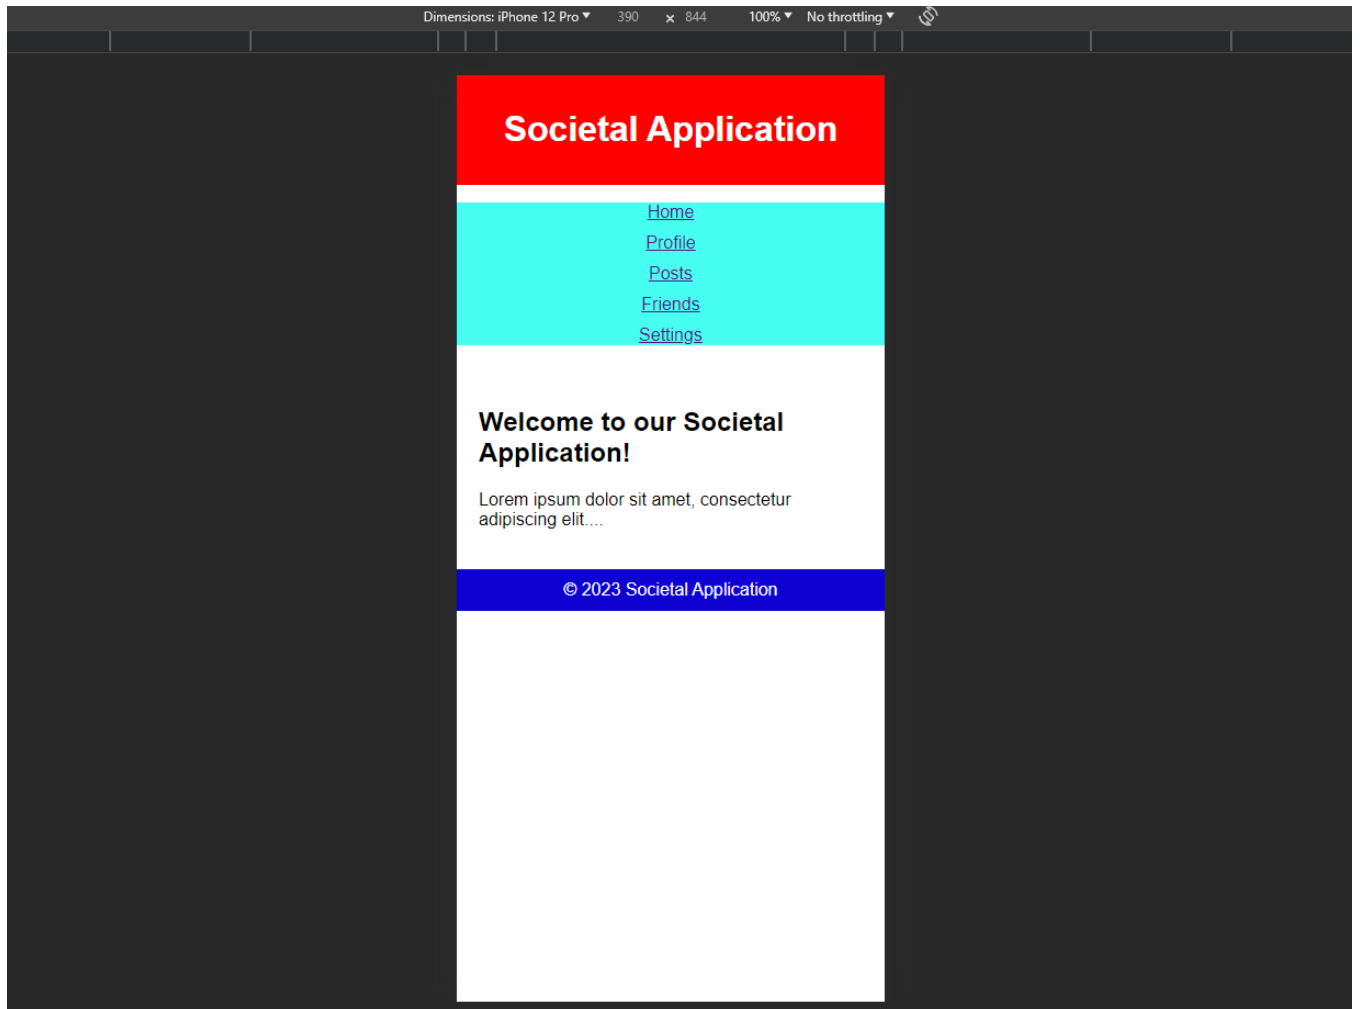 Dimensions: iPhone 12 Pro ▼ 390 × 844 100% ▼ No throttling ▼
Societal Application
Home
Profile
Posts
Friends
Settings
Welcome to our Societal
Application!
Lorem ipsum dolor sit amet, consectetur
adipiscing elit....
© 2023 Societal Application